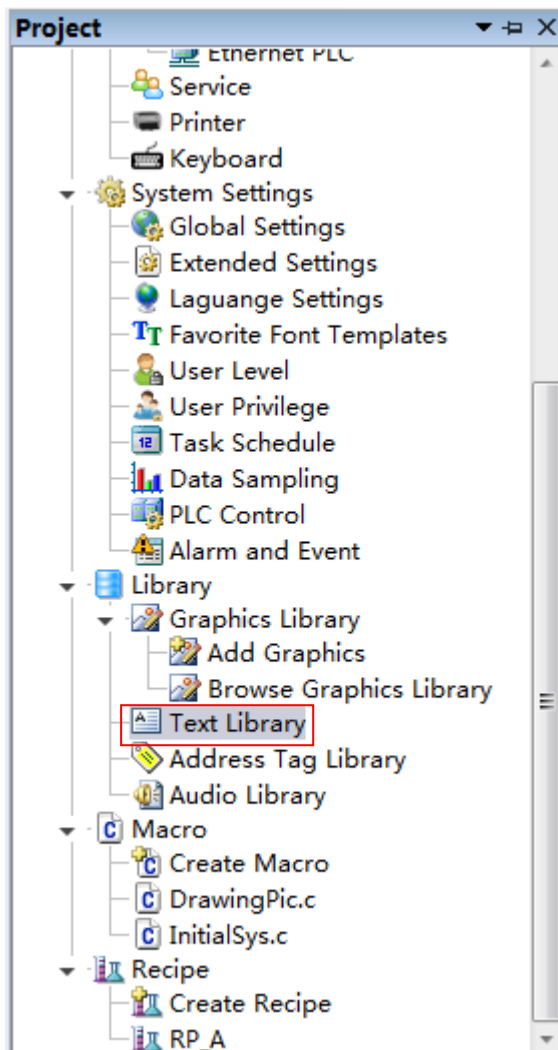 Project
Ethernet PLC
Service
Printer
Keyboard
System Settings
Global Settings
Extended Settings
Laguange Settings
TT Favorite Font Templates
User Level
User Privilege
12 Task Schedule
Data Sampling
PLC Control
Alarm and Event
Library
Graphics Library
Add Graphics
Browse Graphics Library
A Text Library
Address Tag Library
Audio Library
C Macro
C Create Macro
C DrawingPic.c
C InitialSys.c
Recipe
Create Recipe
RP_A